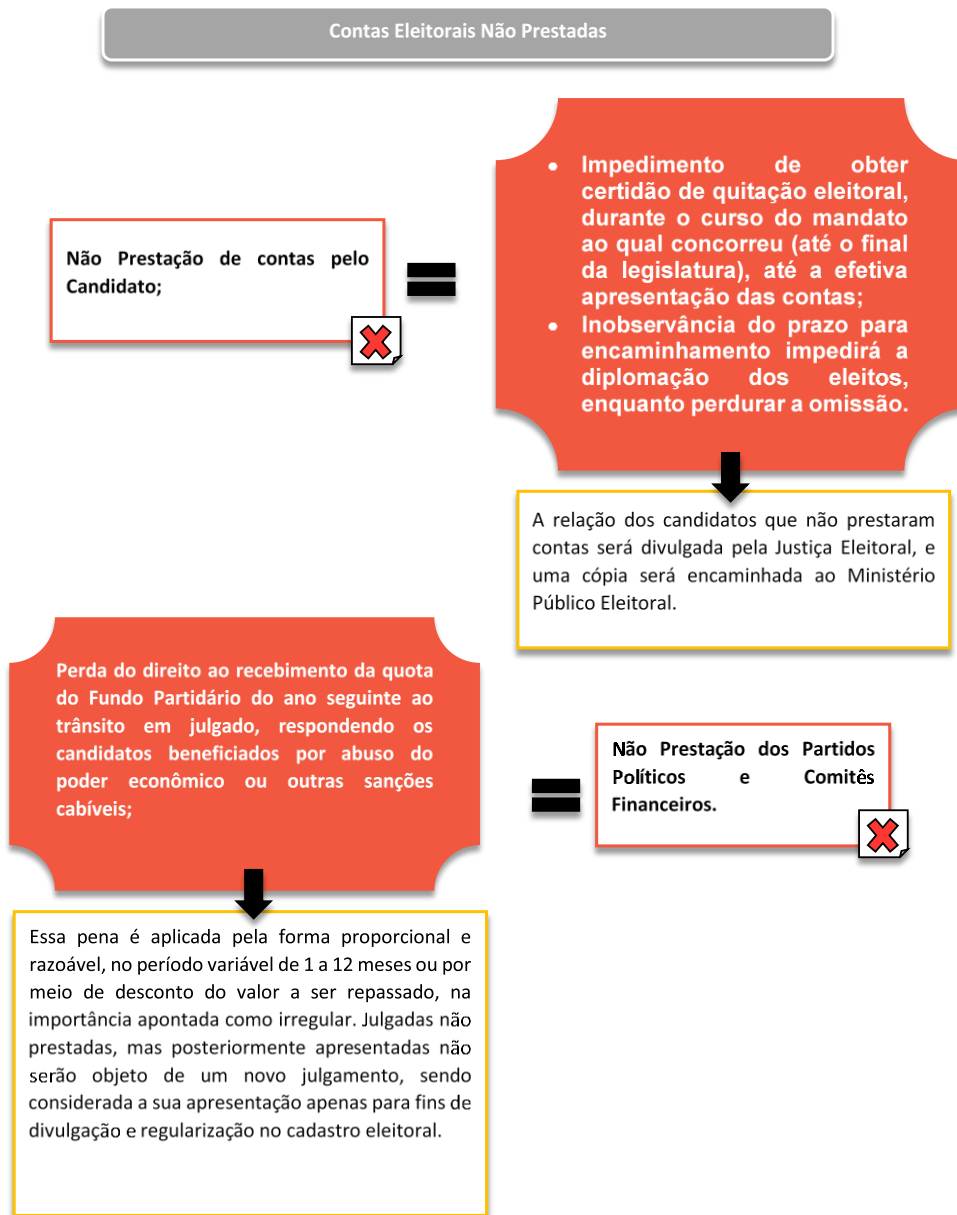 Contas Eleitorais Não Prestadas
Não Prestação de contas pelo
Candidato;
• Impedimento de obter
certidão de quitação eleitoral,
durante o curso do mandato
ao qual concorreu (até o final
da legislatura), até a efetiva
apresentação das contas;
• Inobservância do prazo para
encaminhamento impedirá a
diplomação dos eleitos,
enquanto perdurar a omissão.
A relação dos candidatos que não prestaram
contas será divulgada pela Justiça Eleitoral, e
uma cópia será encaminhada ao Ministério
Público Eleitoral.
Perda do direito ao recebimento da quota
do Fundo Partidário do ano seguinte ao
trânsito em julgado, respondendo os
candidatos beneficiados por abuso do
poder econômico ou outras sanções
cabíveis;
Não Prestação dos Partidos
Políticos e Comitês
Financeiros.
Essa pena é aplicada pela forma proporcional e
razoável, no período variável de 1 a 12 meses ou por
meio de desconto do valor a ser repassado, na
importância apontada como irregular. Julgadas não
prestadas, mas posteriormente apresentadas não
serão objeto de um novo julgamento, sendo
considerada a sua apresentação apenas para fins de
divulgação e regularização no cadastro eleitoral.